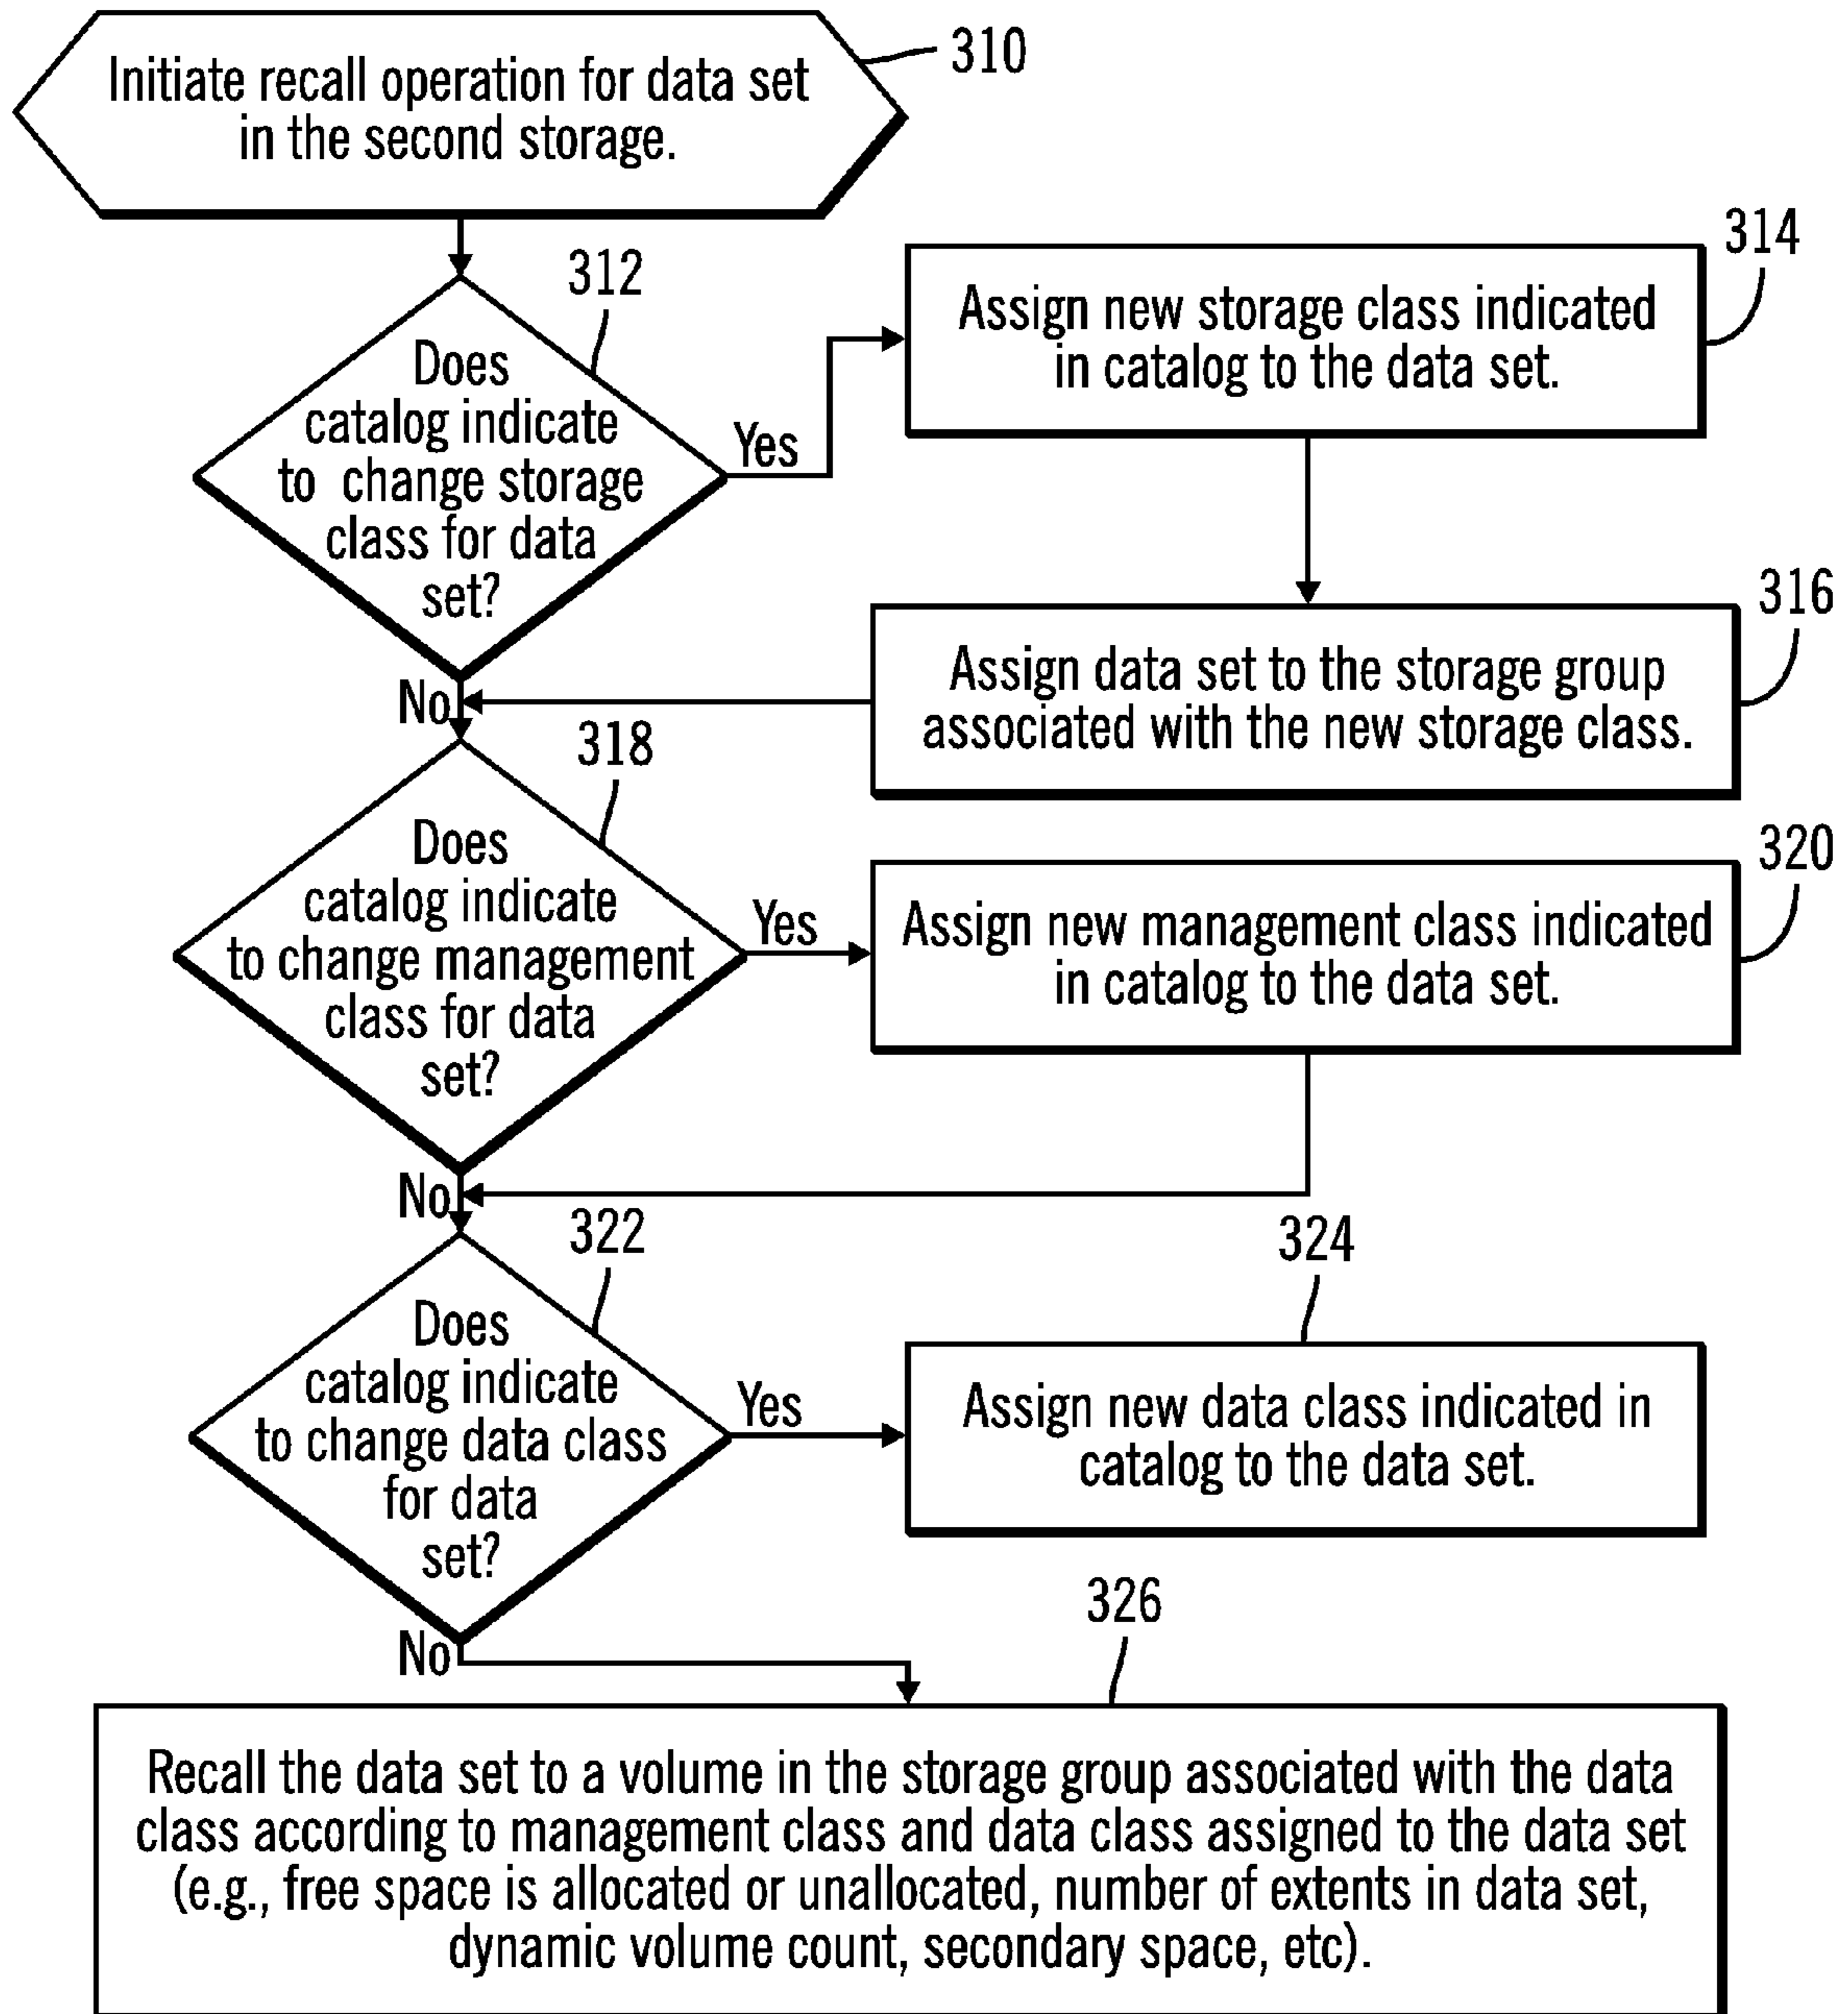 Initiate recall operation for data set
in the second storage.
310
312
Does
catalog indicate
to change storage
class for data
set?
Yes
No
314
Assign new storage class indicated
in catalog to the data set.
316
Assign data set to the storage group
associated with the new storage class.
318
Does
catalog indicate
to change management
class for data
set?
Yes
No
320
Assign new management class indicated
in catalog to the data set.
322
Does
catalog indicate
to change data class
for data
set?
Yes
No
324
Assign new data class indicated in
catalog to the data set.
326
Recall the data set to a volume in the storage group associated with the data
class according to management class and data class assigned to the data set
(e.g., free space is allocated or unallocated, number of extents in data set,
dynamic volume count, secondary space, etc).